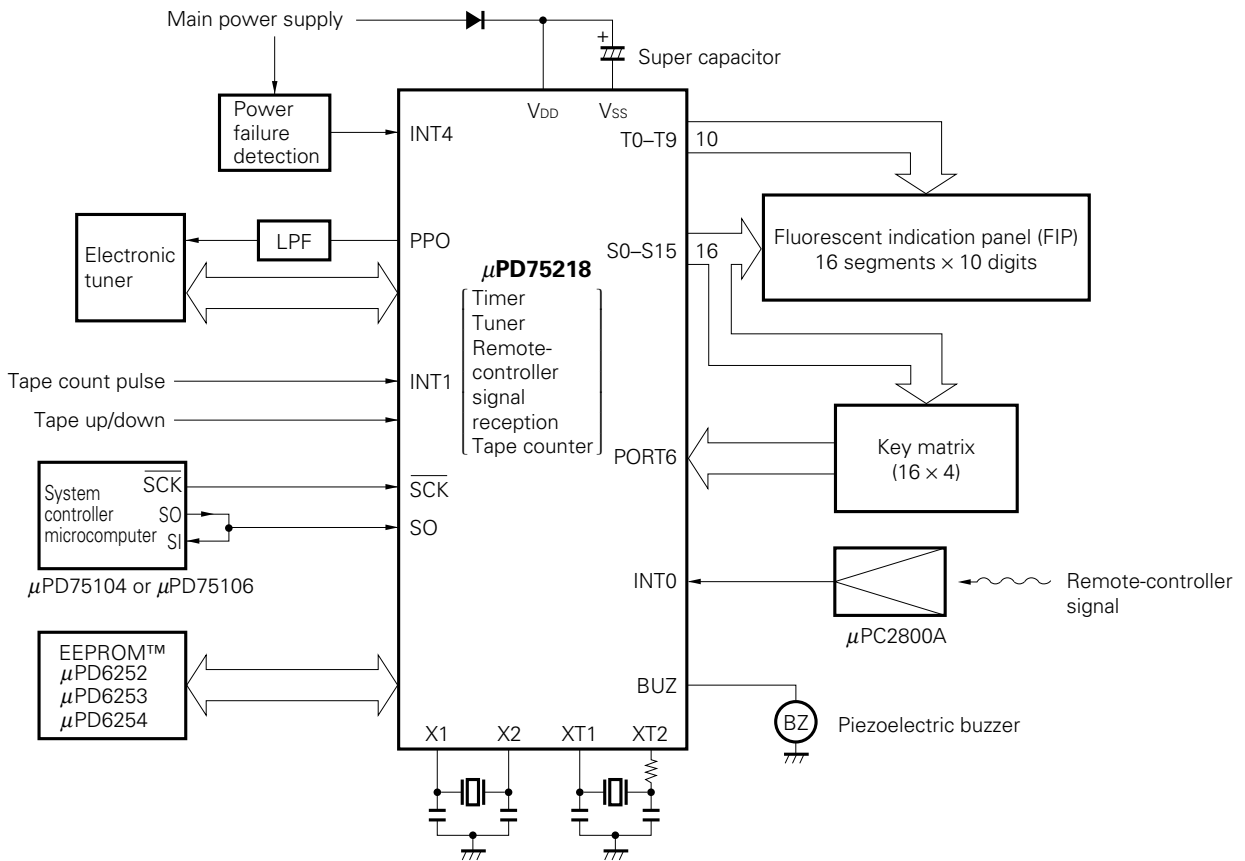 Main power supply
+
Super capacitor
Power
failure
detection
INT4
VDD
VSS
T0–T9
10
Electronic
tuner
LPF
PPO
S0–S15
16
Fluorescent indication panel (FIP)
16 segments × 10 digits
μPD75218
Timer
Tuner
Remote-
controller
signal
reception
Tape counter
Tape count pulse
INT1
Tape up/down
Key matrix
(16 × 4)
PORT6
System
controller
microcomputer
SCK
SO
SI
SCK
SO
μPD75104 or μPD75106
INT0
Remote-controller
signal
μPC2800A
EEPROM™
μPD6252
μPD6253
μPD6254
BUZ
BZ
Piezoelectric buzzer
X1
X2
XT1
XT2